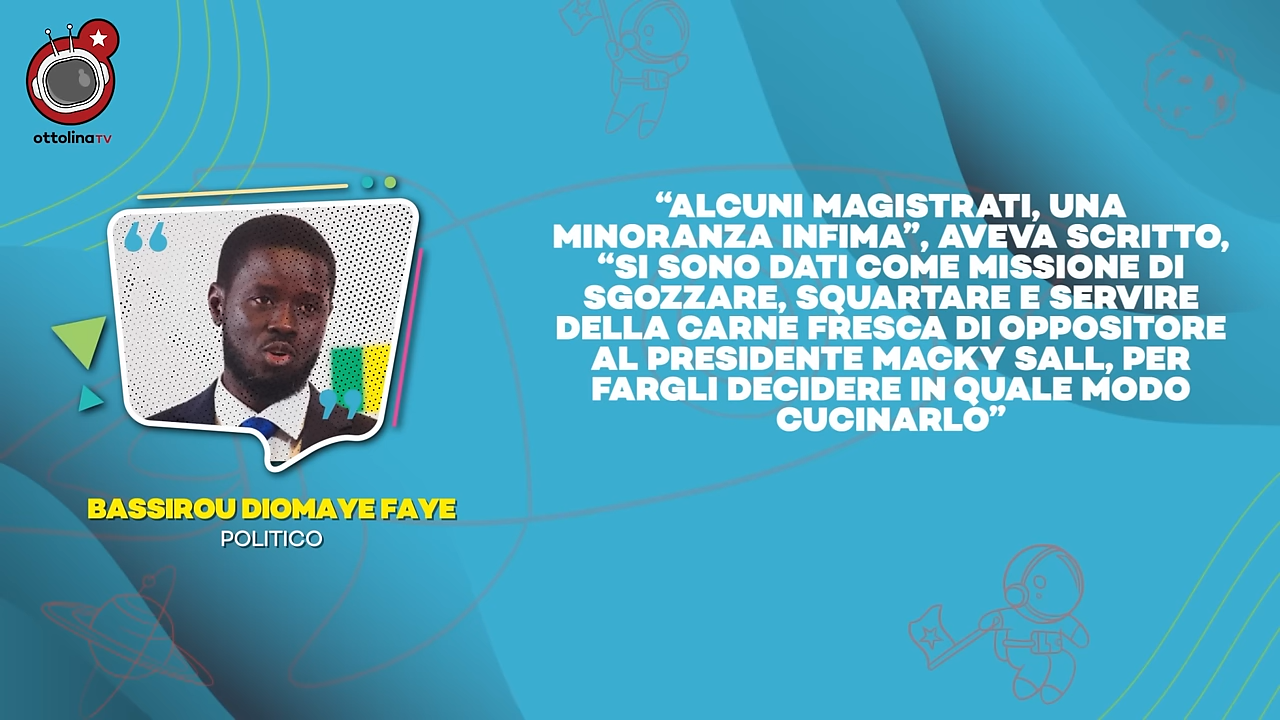 ottolinaTV
“ALCUNI MAGISTRATI, UNA
MINORANZA INFIMA”, AVEVA SCRITTO,
“SI SONO DATI COME MISSIONE DI
SGOZZARE, SQUARTARE E SERVIRE
DELLA CARNE FRESCA DI OPPOSITORE
AL PRESIDENTE MACKY SALL, PER
FARGLI DECIDERE IN QUALE MODO
CUCINARLO”
BASSIROU DIOMAYE FAYE
POLITICO